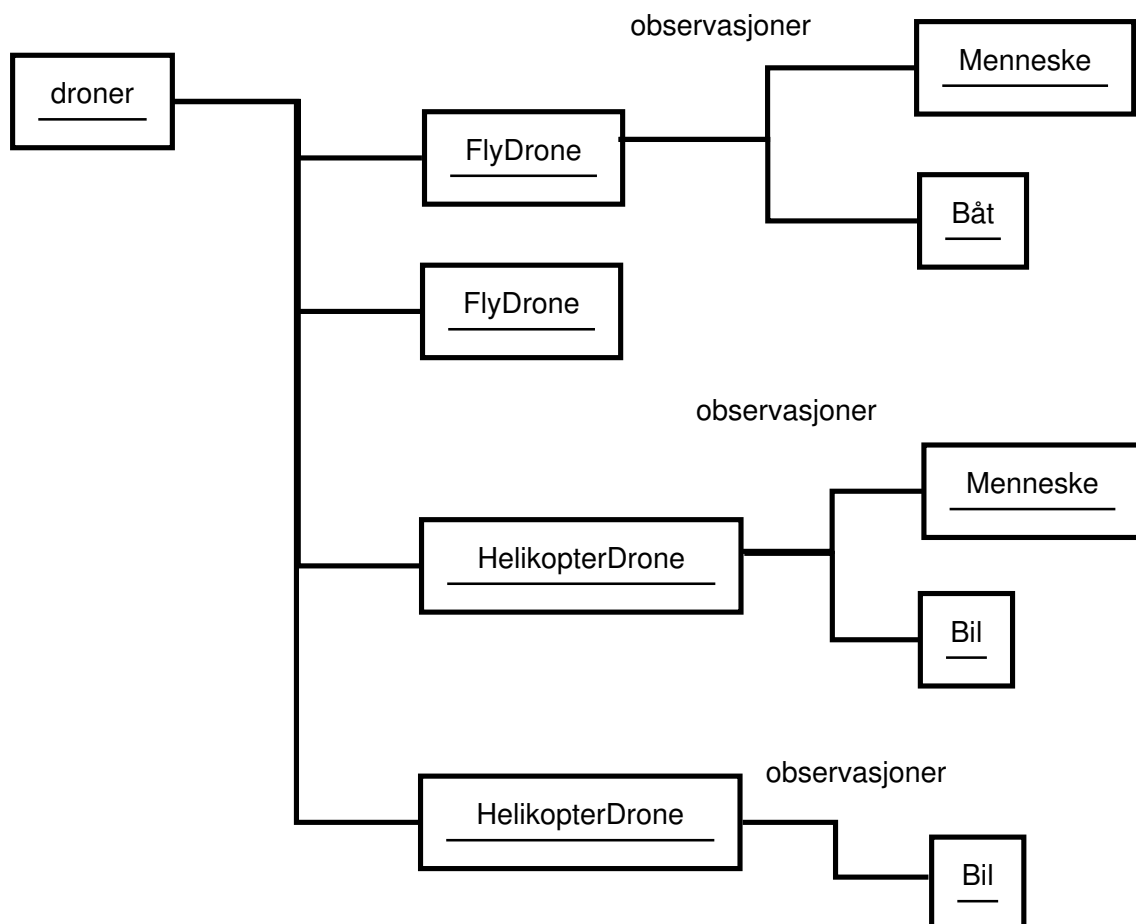 observasjoner
droner
Menneske
FlyDrone
Båt
FlyDrone
observasjoner
Menneske
HelikopterDrone
Bil
observasjoner
HelikopterDrone
Bil